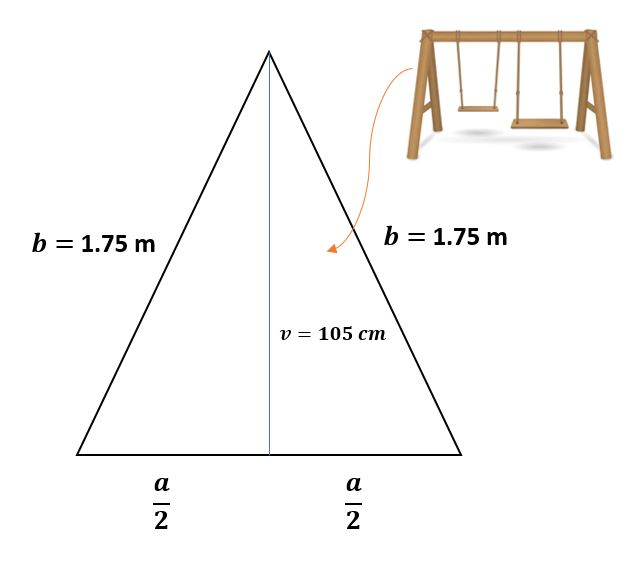 b = 1.75 m
b = 1.75 m
v = 105 cm
a/2
a/2